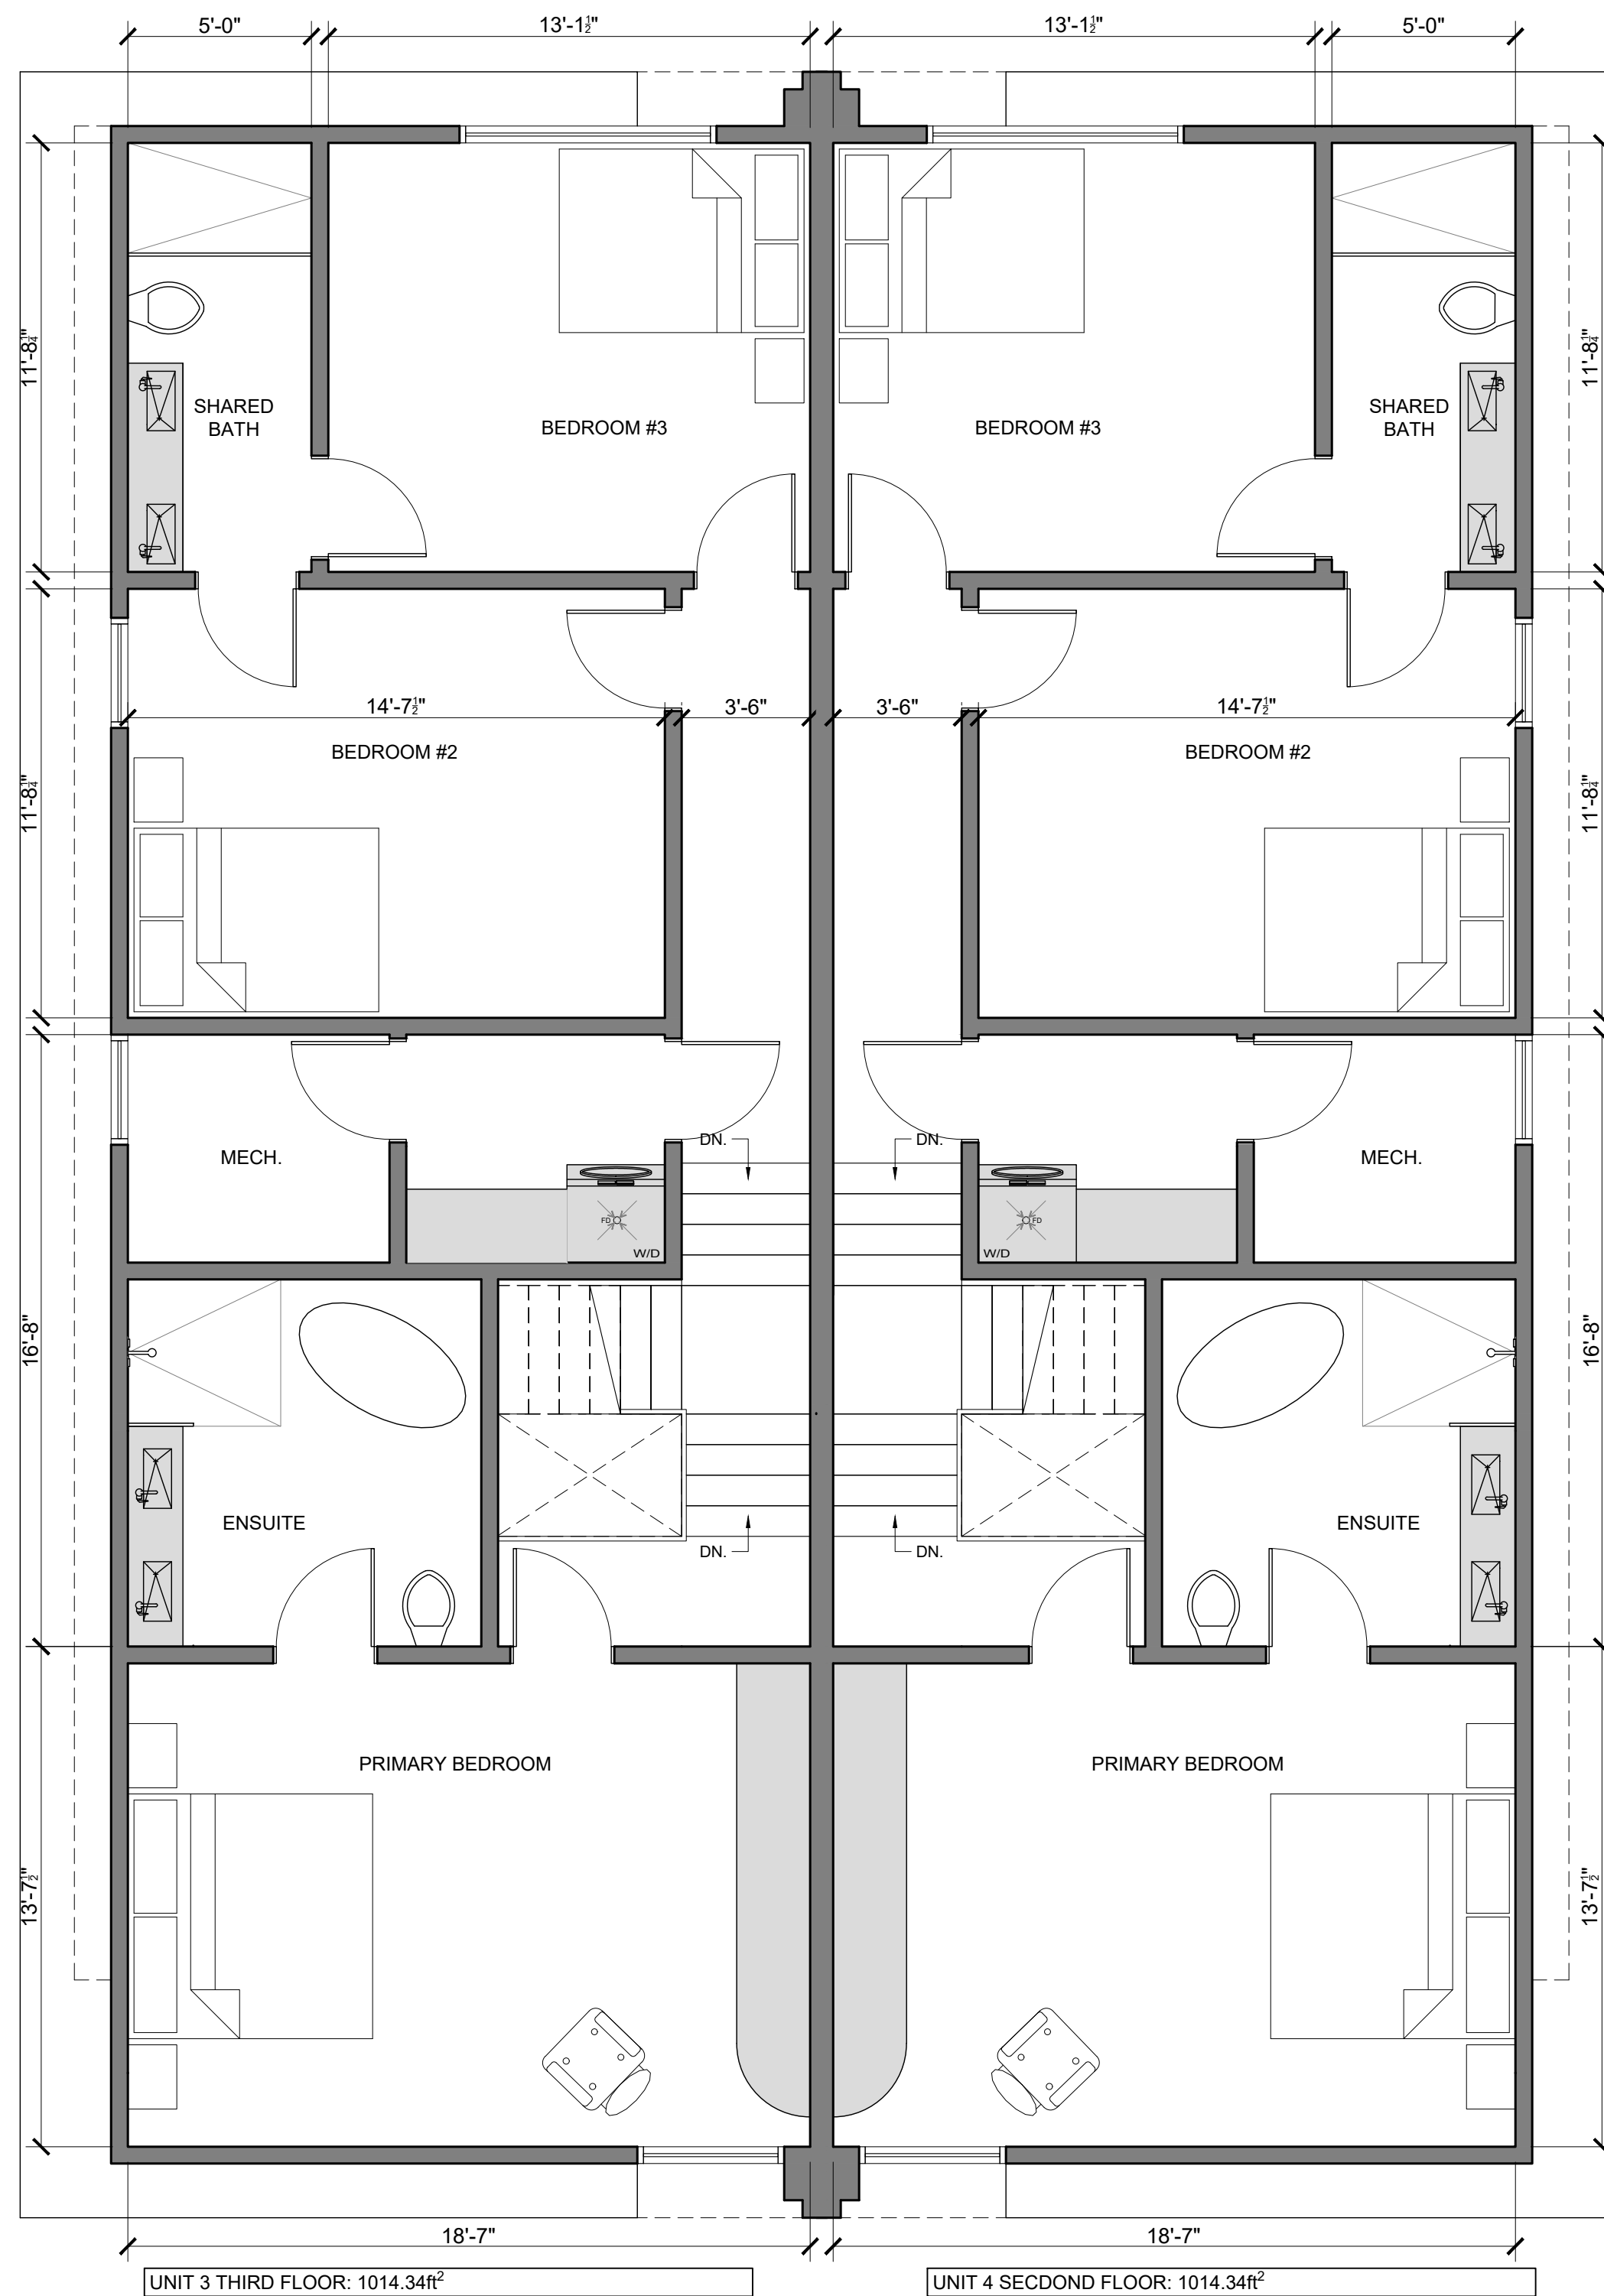 5'-0" 13'-1½" 13'-1½" 5'-0"
11'-8¼" 11'-8¼"
SHARED SHARED
BATH BATH
BEDROOM #3 BEDROOM #3
14'-7½" 3'-6" 3'-6" 14'-7½"
BEDROOM #2 BEDROOM #2
11'-8¼" 11'-8¼"
DN. DN.
MECH. MECH.
FD FD
W/D W/D
16'-8" 16'-8"
ENSUITE ENSUITE
DN. DN.
PRIMARY BEDROOM PRIMARY BEDROOM
13'-7½" 13'-7½"
18'-7" 18'-7"
UNIT 3 THIRD FLOOR: 1014.34ft² UNIT 4 SECDOND FLOOR: 1014.34ft²